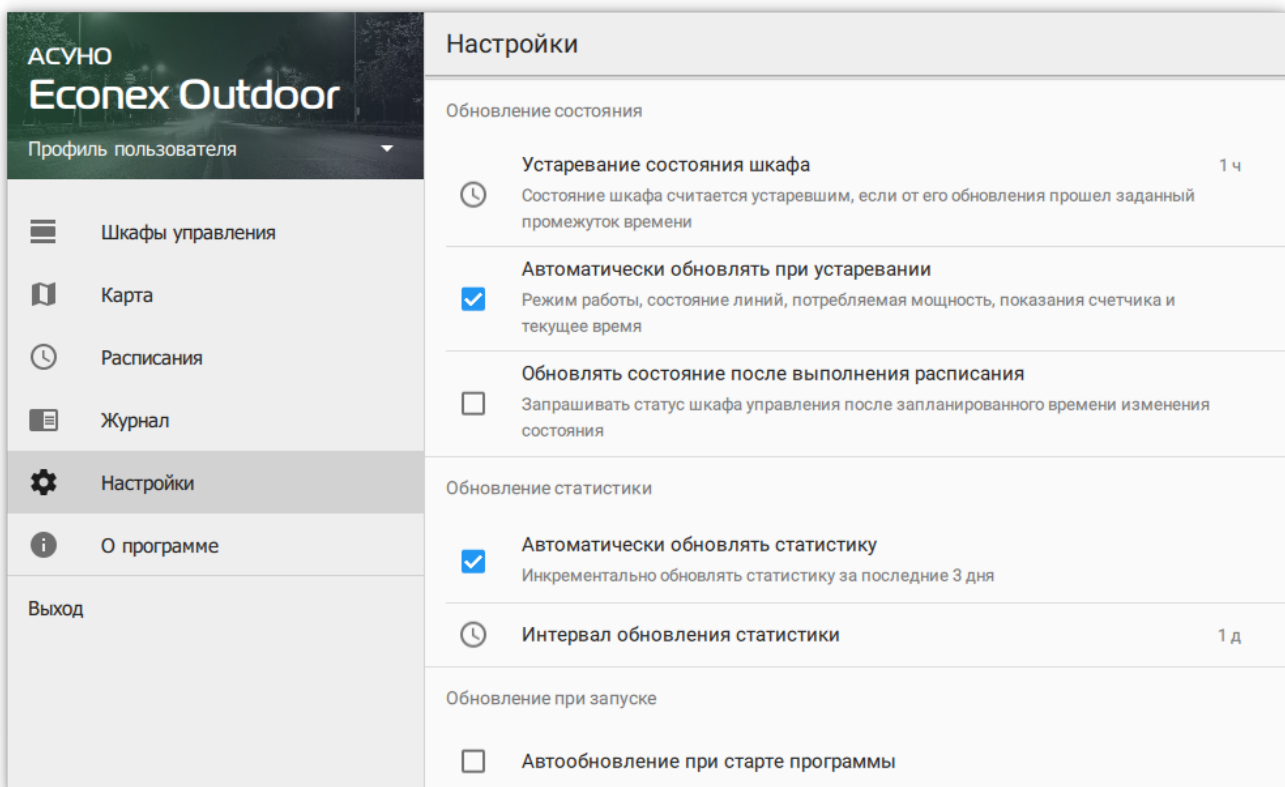 АСУНО
Econex Outdoor
Профиль пользователя
Шкафы управления
Карта
Расписания
Журнал
Настройки
О программе
Выход
Настройки
Обновление состояния
Устаревание состояния шкафа
1 ч
Состояние шкафа считается устаревшим, если от его обновления прошел заданный
промежуток времени
Автоматически обновлять при устаревании
Режим работы, состояние линий, потребляемая мощность, показания счетчика и
текущее время
Обновлять состояние после выполнения расписания
Запрашивать статус шкафа управления после запланированного времени изменения
состояния
Обновление статистики
Автоматически обновлять статистику
Инкрементально обновлять статистику за последние 3 дня
Интервал обновления статистики
1 д
Обновление при запуске
Автообновление при старте программы